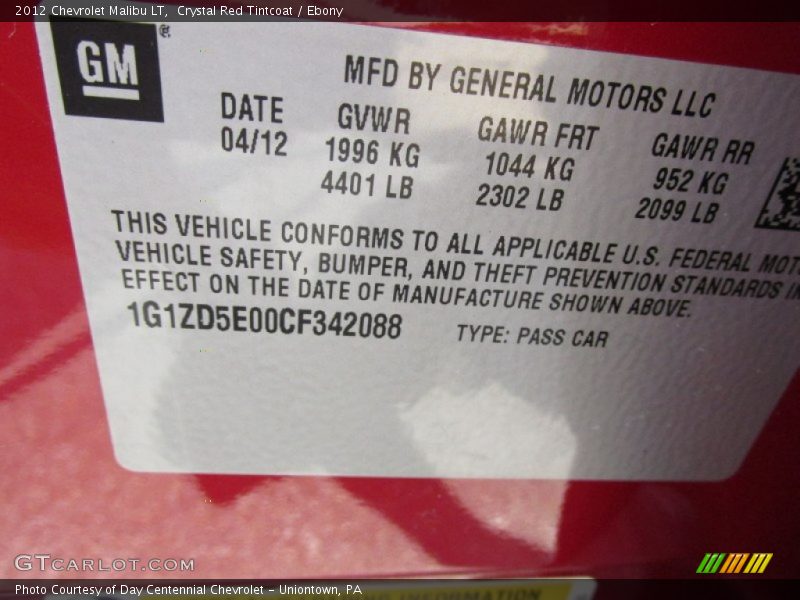 2012 Chevrolet Malibu LT, Crystal Red Tintcoat / Ebony
GM
®
MFD BY GENERAL MOTORS LLC
DATE GVWR GAWR FRT GAWR RR
04/12 1996 KG 1044 KG 952 KG
4401 LB 2302 LB 2099 LB
THIS VEHICLE CONFORMS TO ALL APPLICABLE U.S. FEDERAL MOT
VEHICLE SAFETY, BUMPER, AND THEFT PREVENTION STANDARDS IN
EFFECT ON THE DATE OF MANUFACTURE SHOWN ABOVE.
1G1ZD5E00CF342088 TYPE: PASS CAR
GTCARLOT.COM
INFORMATION
Photo Courtesy of Day Centennial Chevrolet - Uniontown, PA